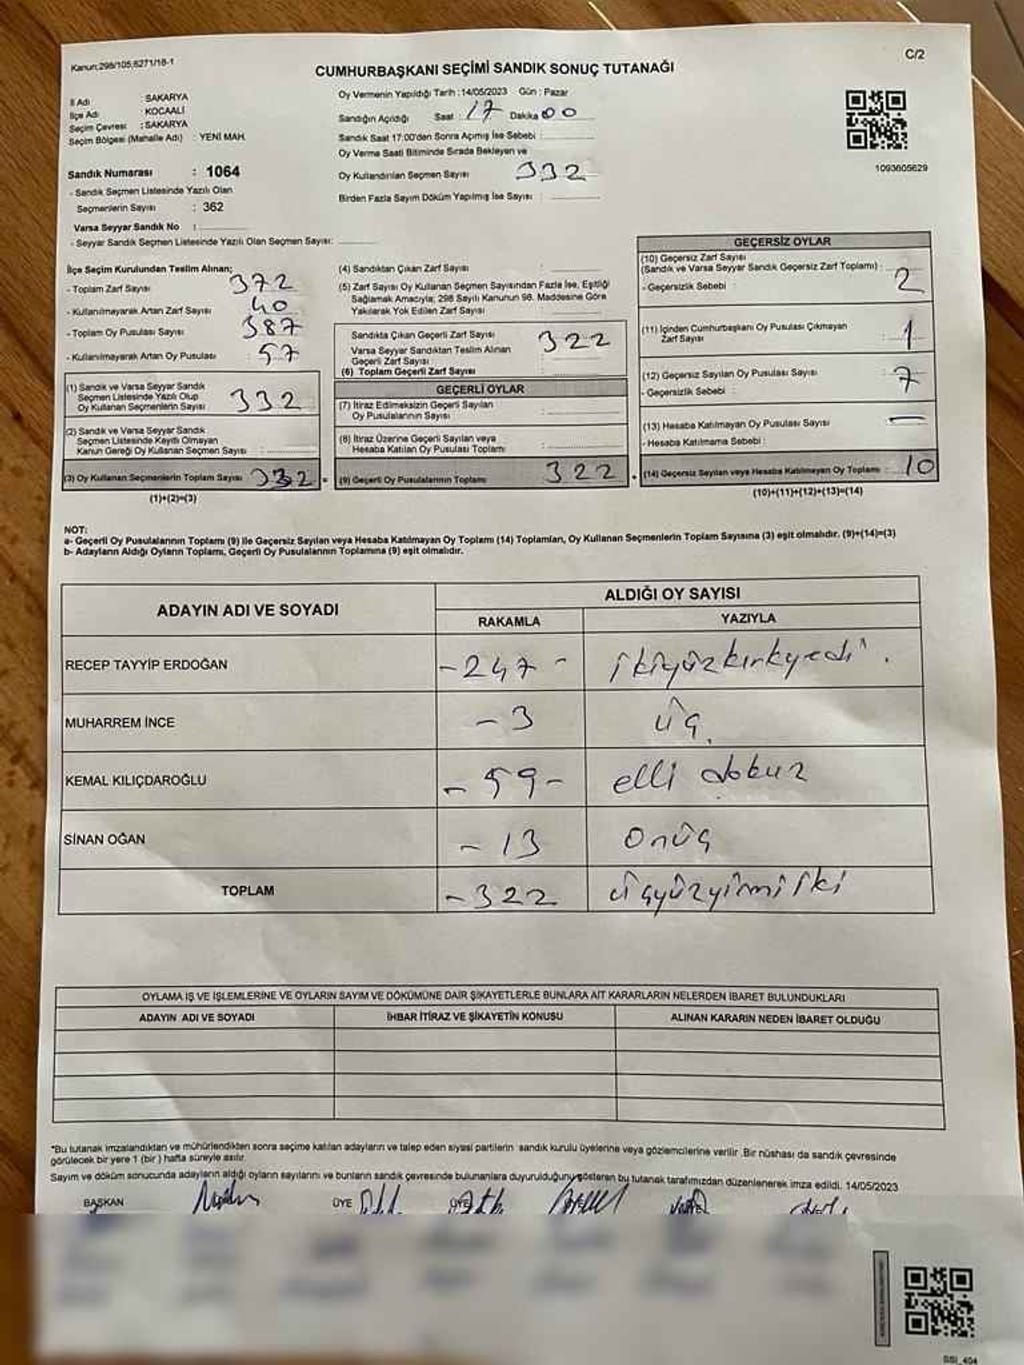 Kanun:298/105,6271/18-1
C/2
CUMHURBAŞKANI SEÇİMİ SANDIK SONUÇ TUTANAĞI
İl Adı : SAKARYA
İlçe Adı : KOCAALİ
Seçim Çevresi : SAKARYA
Seçim Bölgesi (Mahalle Adı) : YENİ MAH.
Sandık Numarası : 1064
- Sandık Seçmen Listesinde Yazılı Olan
Seçmenlerin Sayısı : 362
Varsa Seyyar Sandık No :
- Seyyar Sandık Seçmen Listesinde Yazılı Olan Seçmen Sayısı:
Oy Vermenin Yapıldığı Tarih :14/05/2023 Gün : Pazar
Sandığın Açıldığı Saat : 17 Dakika 00
Sandık Saat 17:00'den Sonra Açımış İse Sebebi :
Oy Verme Saati Bitiminde Sırada Bekleyen ve
Oy Kullandırılan Seçmen Sayısı : 332
Birden Fazla Sayım Döküm Yapılmış İse Sayısı :
1093605629
İlçe Seçim Kurulundan Teslim Alınan;
- Toplam Zarf Sayısı : 372
- Kullanılmayarak Artan Zarf Sayısı : 40
- Toplam Oy Pusulası Sayısı : 387
- Kullanılmayarak Artan Oy Pusulası : 57
(1) Sandık ve Varsa Seyyar Sandık
Seçmen Listesinde Yazılı Olup
Oy Kullanan Seçmenlerin Sayısı : 332
(2) Sandık ve Varsa Seyyar Sandık
Seçmen Listesinde Kayıtlı Olmayan
Kanun Gereği Oy Kullanan Seçmen Sayısı :
(3) Oy Kullanan Seçmenlerin Toplam Sayısı : 332
(1)+(2)=(3)
(4) Sandıktan Çıkan Zarf Sayısı :
(5) Zarf Sayısı Oy Kullanan Seçmen Sayısından Fazla İse, Eşitliği
Sağlamak Amacıyla; 298 Sayılı Kanunun 98. Maddesine Göre
Yakılarak Yok Edilen Zarf Sayısı :
Sandıkta Çıkan Geçerli Zarf Sayısı : 322
Varsa Seyyar Sandıktan Teslim Alınan
Geçerli Zarf Sayısı :
(6) Toplam Geçerli Zarf Sayısı :
GEÇERLİ OYLAR
(7) İtiraz Edilmeksizin Geçerli Sayılan
Oy Pusulalarının Sayısı :
(8) İtiraz Üzerine Geçerli Sayılan veya
Hesaba Katılan Oy Pusulası Toplamı :
(9) Geçerli Oy Pusulalarının Toplamı : 322
GEÇERSİZ OYLAR
(10) Geçersiz Zarf Sayısı
(Sandık ve Varsa Seyyar Sandık Geçersiz Zarf Toplamı) : 2
- Geçersizlik Sebebi :
(11) İçinden Cumhurbaşkanı Oy Pusulası Çıkmayan
Zarf Sayısı : 1
(12) Geçersiz Sayılan Oy Pusulası Sayısı : 7
- Geçersizlik Sebebi :
(13) Hesaba Katılmayan Oy Pusulası Sayısı : —
- Hesaba Katılmama Sebebi :
(14) Geçersiz Sayılan veya Hesaba Katılmayan Oy Toplamı : 10
(10)+(11)+(12)+(13)=(14)
NOT:
a- Geçerli Oy Pusulalarının Toplamı (9) ile Geçersiz Sayılan veya Hesaba Katılmayan Oy Toplamı (14) Toplamları, Oy Kullanan Seçmenlerin Toplam Sayısına (3) eşit olmalıdır. (9)+(14)=(3)
b- Adayların Aldığı Oyların Toplamı, Geçerli Oy Pusulalarının Toplamına (9) eşit olmalıdır.
ADAYIN ADI VE SOYADI ALDIĞI OY SAYISI
RAKAMLA YAZIYLA
RECEP TAYYİP ERDOĞAN -247- ikiyüzkırkyedi.
MUHARREM İNCE -3 üç.
KEMAL KILIÇDAROĞLU -59- elli dokuz
SİNAN OĞAN -13 onüç
TOPLAM -322 üçyüzyirmiiki
OYLAMA İŞ VE İŞLEMLERİNE VE OYLARIN SAYIM VE DÖKÜMÜNE DAİR ŞİKAYETLERLE BUNLARA AİT KARARLARIN NELERDEN İBARET BULUNDUKLARI
ADAYIN ADI VE SOYADI İHBAR İTİRAZ VE ŞİKAYETİN KONUSU ALINAN KARARIN NEDEN İBARET OLDUĞU
*Bu tutanak imzalandıktan ve mühürlendikten sonra seçime katılan adayların ve talep eden siyasi partilerin sandık kurulu üyelerine veya gözlemcilerine verilir .Bir nüshası da sandık çevresinde
görülecek bir yere 1 (bir ) hafta süreyle asılır.
Sayım ve döküm sonucunda adayların aldığı oyların sayılarını ve bunların sandık çevresinde bulunanlara duyurulduğunu gösteren bu tutanak tarafımızdan düzenlenerek imza edildi. 14/05/2023
BAŞKAN ÜYE ÜYE